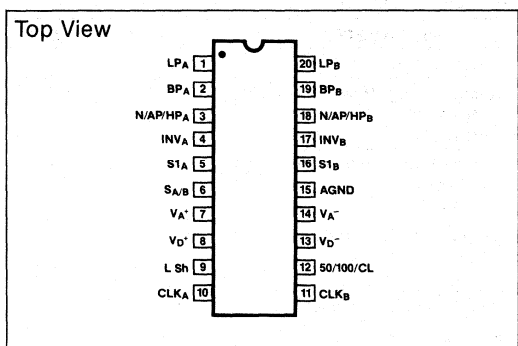 Top View
LPA 1 20 LPB
BPA 2 19 BPB
N/AP/HPA 3 18 N/AP/HPB
INVA 4 17 INVB
S1A 5 16 S1B
SA/B 6 15 AGND
VA+ 7 14 VA-
VD+ 8 13 VD-
L Sh 9 12 50/100/CL
CLKA 10 11 CLKB